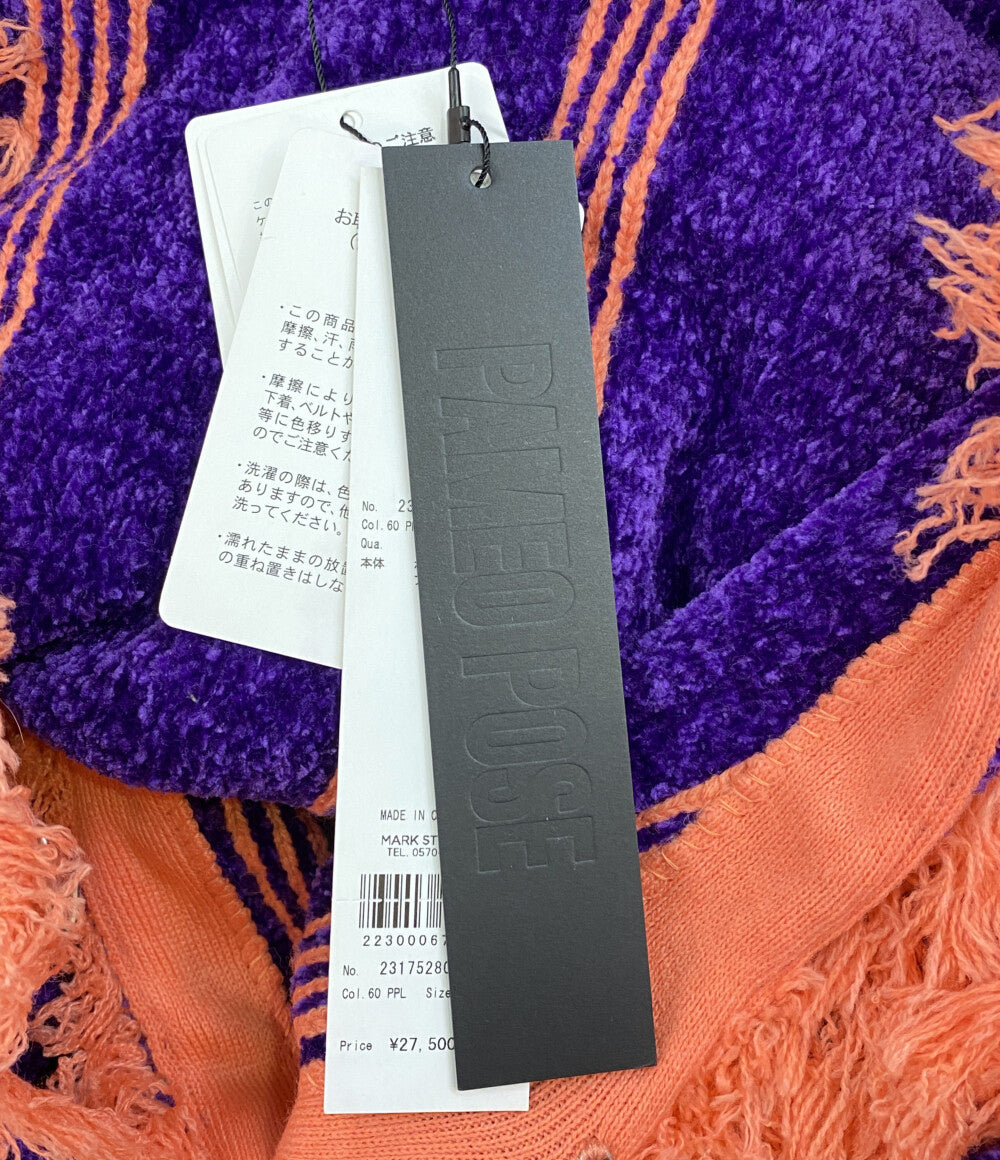 ご注意
この
お取
・この商品
摩擦、汗、雨
することが
・摩擦により
下着、ベルトや
等に色移りす
のでご注意くだ
・洗濯の際は、色
ありますので、他
洗ってください。
・濡れたままの放置
の重ね置きはしな
No. 23
Col.60 P
Qua.
本体
PAMEO POSE
MADE IN C
MARK ST
TEL. 0570
22300067
No. 23175280
Col.60 PPL Size
Price ¥27,500